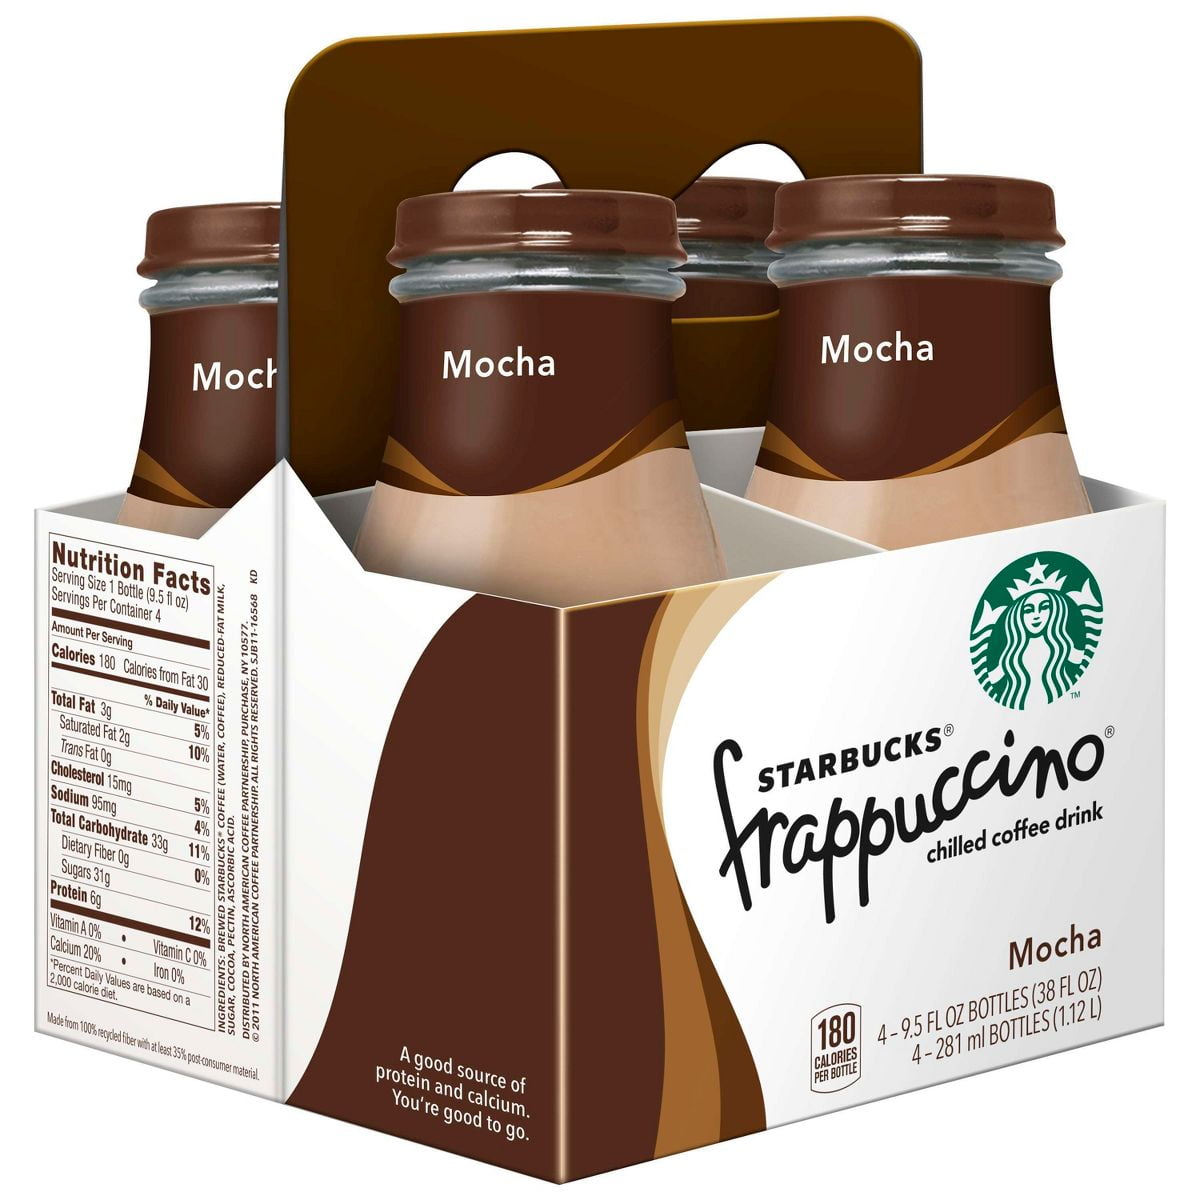 Moch
Mocha
Mocha
Nutrition Facts
Serving Size 1 Bottle (9.5 fl oz)
Servings Per Container 4
Amount Per Serving
Calories 180 Calories from Fat 30
% Daily Value*
Total Fat 3g 5%
Saturated Fat 2g 10%
Trans Fat 0g
Cholesterol 15mg 5%
Sodium 95mg 4%
Total Carbohydrate 33g 11%
Dietary Fiber 0g 0%
Sugars 31g
Protein 6g 12%
Vitamin A 0% • Vitamin C 0%
Calcium 20% • Iron 0%
*Percent Daily Values are based on a
2,000 calorie diet.
INGREDIENTS: BREWED STARBUCKS® COFFEE (WATER, COFFEE), REDUCED-FAT MILK,
SUGAR, COCOA, PECTIN, ASCORBIC ACID.
DISTRIBUTED BY NORTH AMERICAN COFFEE PARTNERSHIP, PURCHASE, NY 10577.
© 2011 NORTH AMERICAN COFFEE PARTNERSHIP. ALL RIGHTS RESERVED. SJB11-16568 KD
Made from 100% recycled fiber with at least 35% post-consumer material.
A good source of
protein and calcium.
You're good to go.
TM
STARBUCKS®
frappuccino®
chilled coffee drink
Mocha
180
CALORIES
PER BOTTLE
4-9.5 FL OZ BOTTLES (38 FL OZ)
4-281 ml BOTTLES (1.12 L)